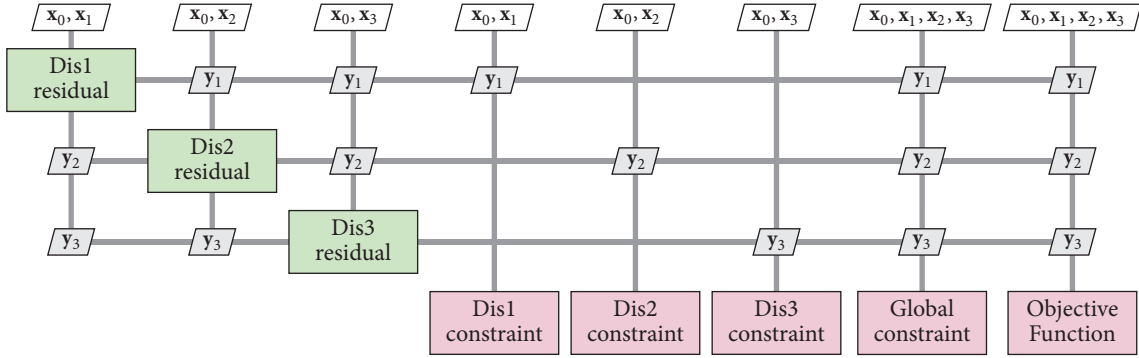 x₀, x₁ x₀, x₂ x₀, x₃ x₀, x₁ x₀, x₂ x₀, x₃ x₀, x₁, x₂, x₃ x₀, x₁, x₂, x₃
Dis1
residual
y₁ y₁ y₁ y₁ y₁
y₂
Dis2
residual
y₂ y₂ y₂ y₂
y₃ y₃
Dis3
residual
y₃ y₃ y₃
Dis1
constraint
Dis2
constraint
Dis3
constraint
Global
constraint
Objective
Function